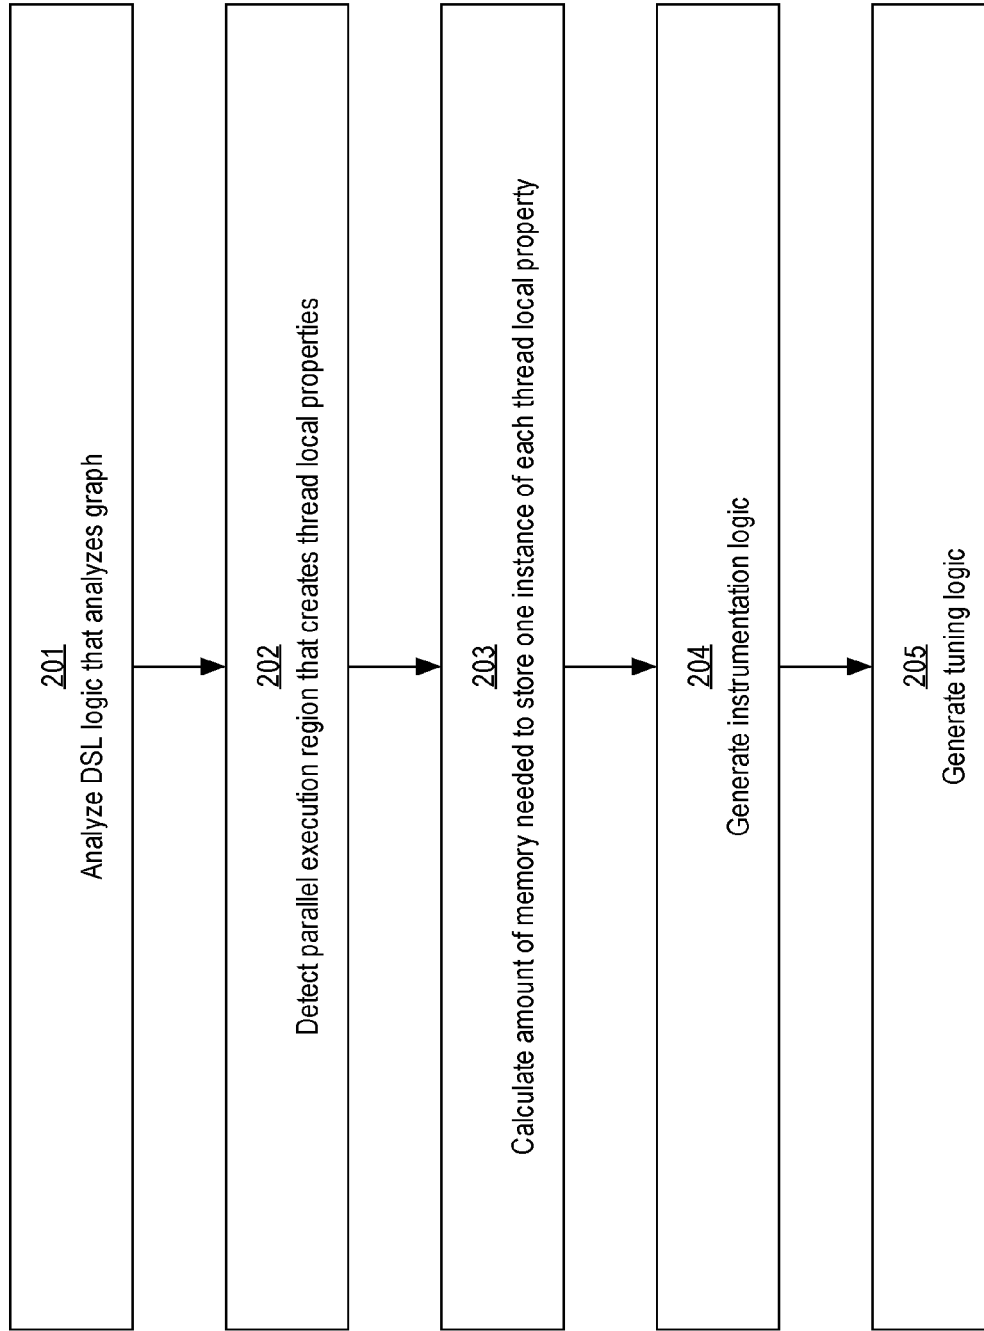 201
Analyze DSL logic that analyzes graph
202
Detect parallel execution region that creates thread local properties
203
Calculate amount of memory needed to store one instance of each thread local property
204
Generate instrumentation logic
205
Generate tuning logic